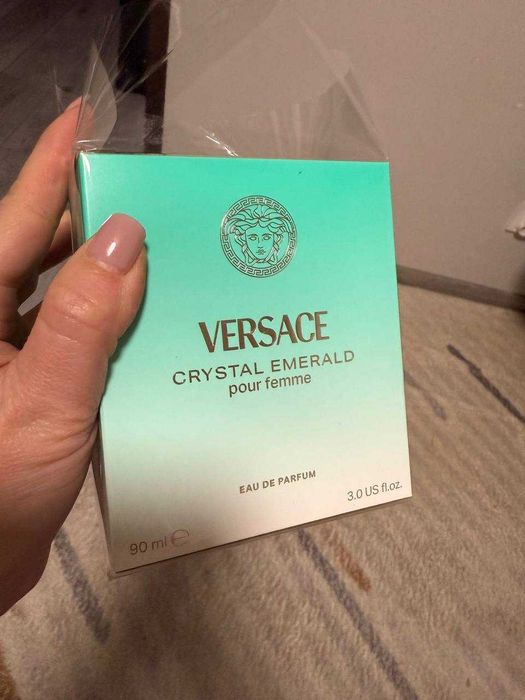 VERSACE
CRYSTAL EMERALD
pour femme
EAU DE PARFUM
90 ml ℮
3.0 US fl.oz.